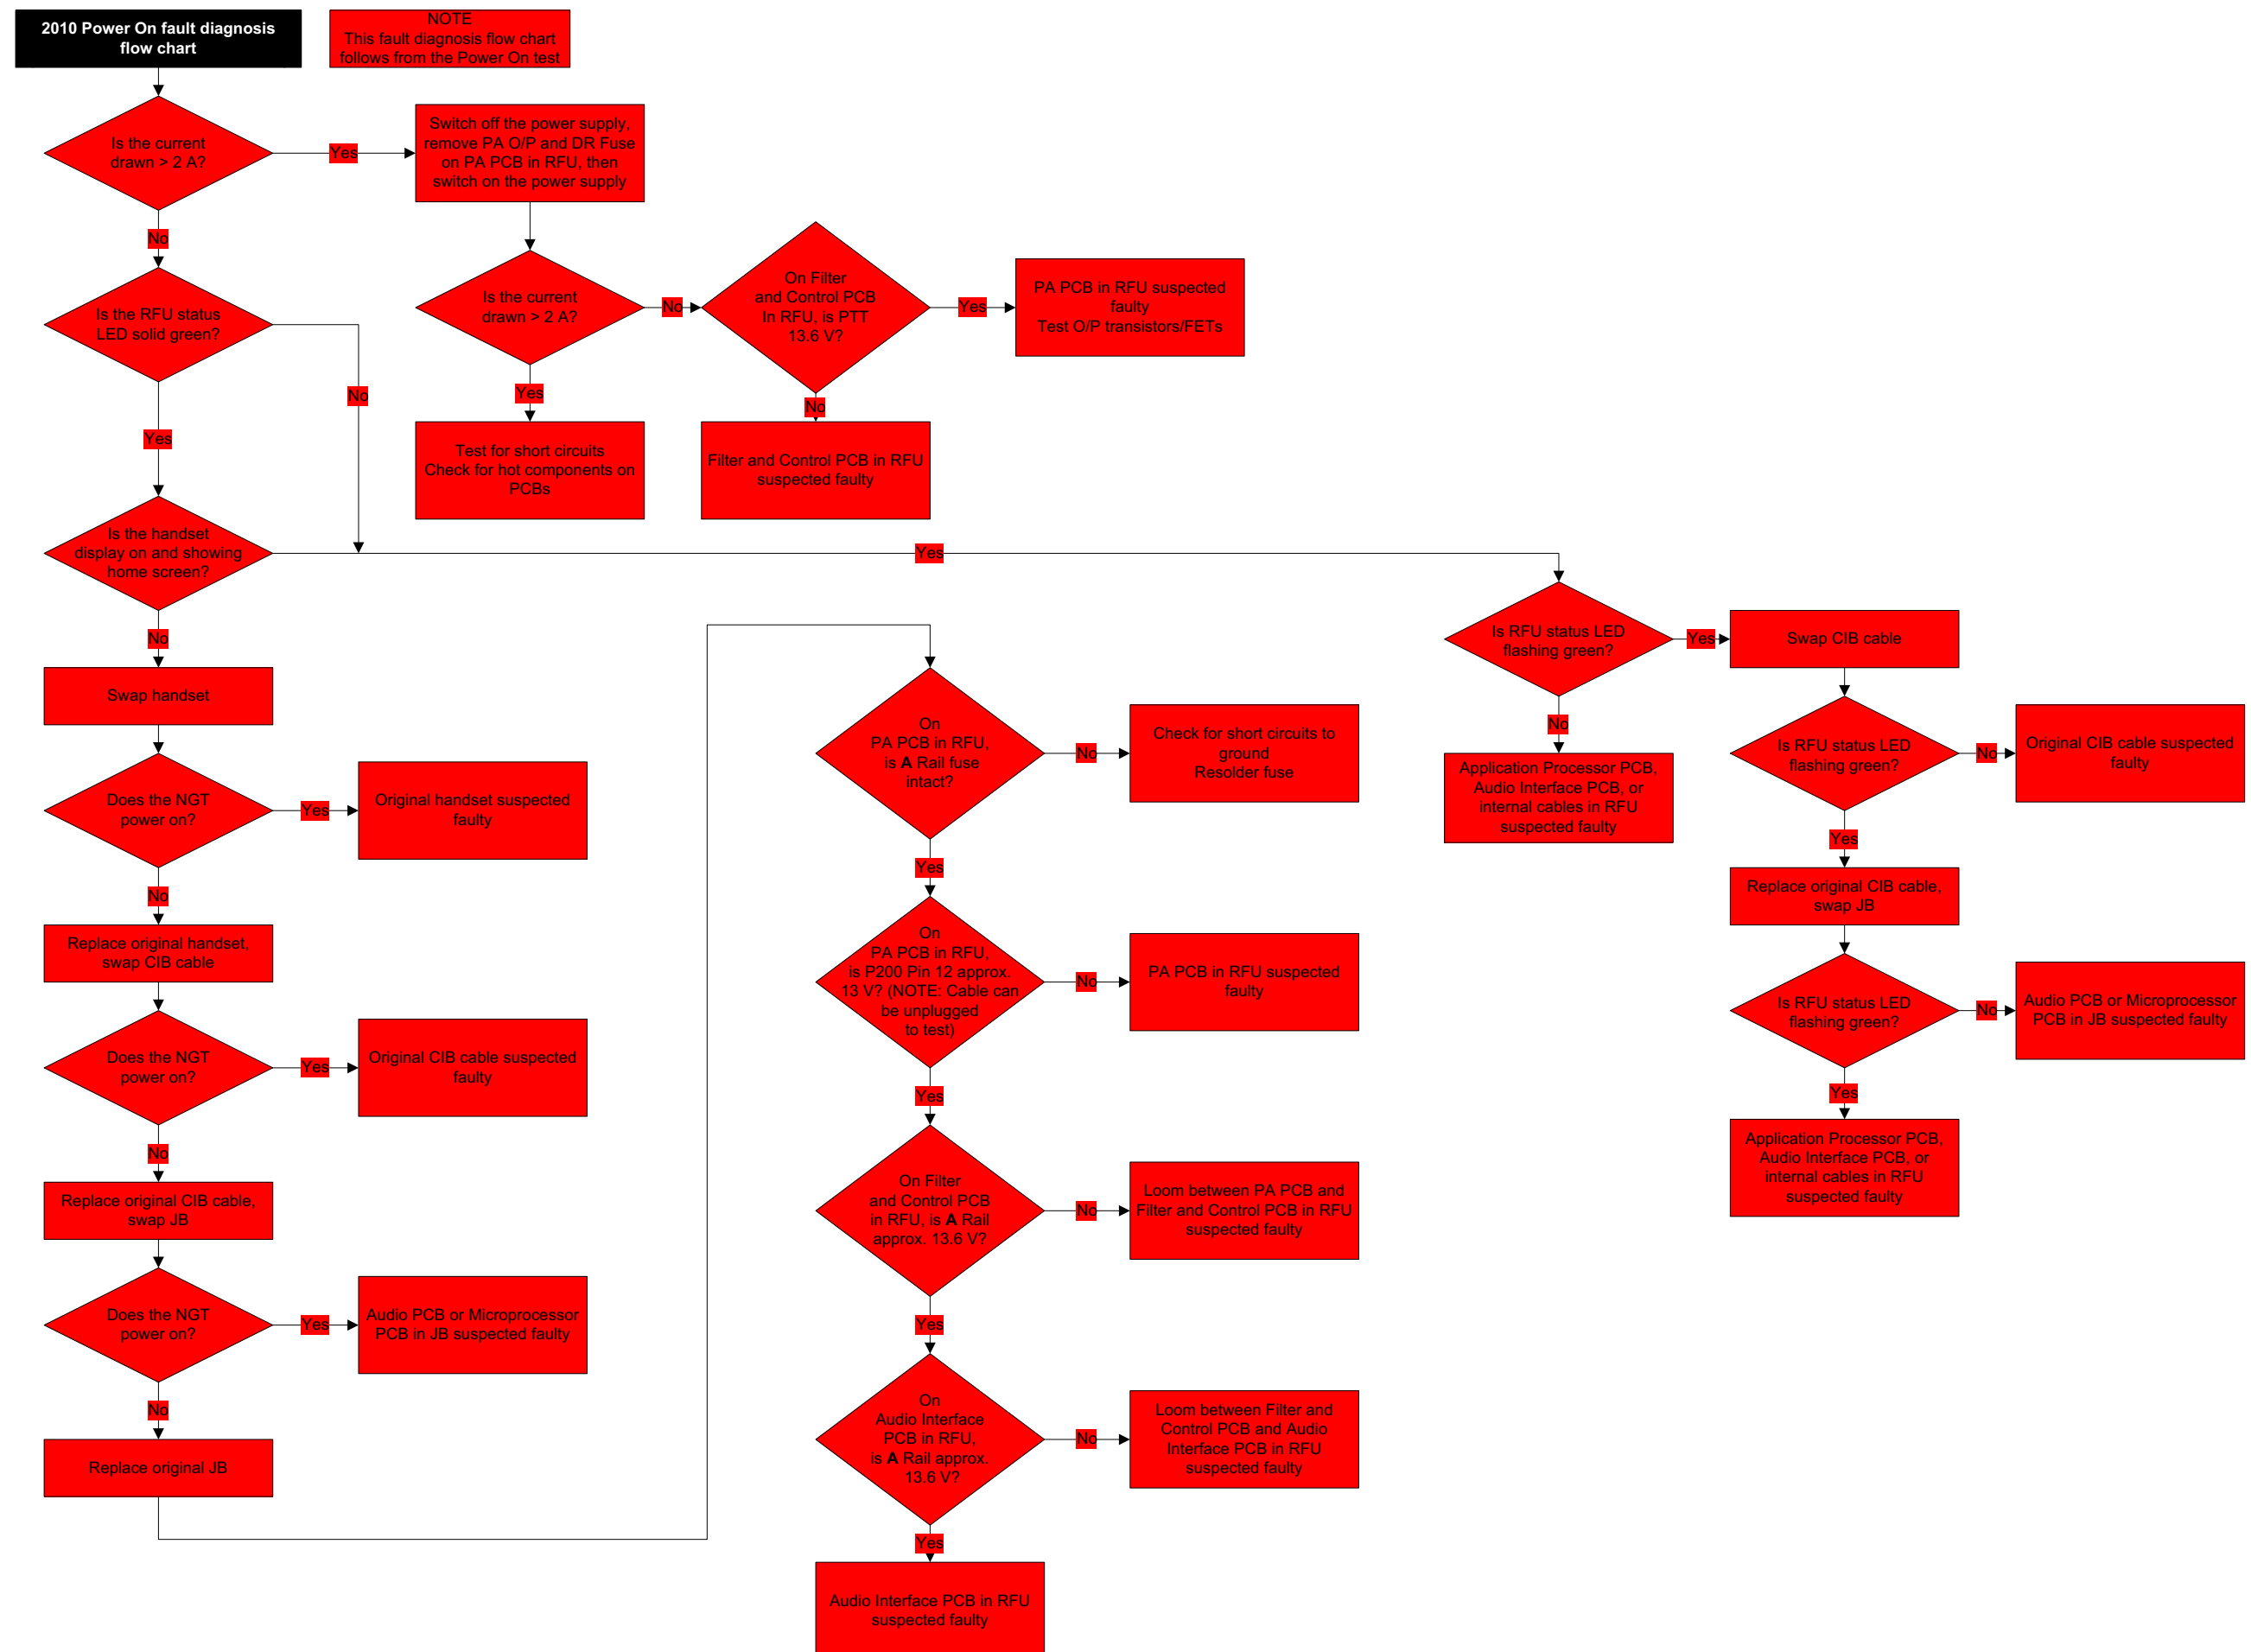 2010 Power On fault diagnosis
flow chart
NOTE
This fault diagnosis flow chart
follows from the Power On test
Is the current
drawn > 2 A?
Yes
Switch off the power supply,
remove PA O/P and DR Fuse
on PA PCB in RFU, then
switch on the power supply
No
Is the current
drawn > 2 A?
No
On Filter
and Control PCB
In RFU, is PTT
13.6 V?
Yes
PA PCB in RFU suspected
faulty
Test O/P transistors/FETs
Yes
Test for short circuits
Check for hot components on
PCBs
No
Filter and Control PCB in RFU
suspected faulty
Is the RFU status
LED solid green?
No
Yes
Is the handset
display on and showing
home screen?
Yes
No
Swap handset
Does the NGT
power on?
Yes
Original handset suspected
faulty
No
Replace original handset,
swap CIB cable
Does the NGT
power on?
Yes
Original CIB cable suspected
faulty
No
Replace original CIB cable,
swap JB
Does the NGT
power on?
Yes
Audio PCB or Microprocessor
PCB in JB suspected faulty
No
Replace original JB
On
PA PCB in RFU,
is A Rail fuse
intact?
No
Check for short circuits to
ground
Resolder fuse
Yes
On
PA PCB in RFU,
is P200 Pin 12 approx.
13 V? (NOTE: Cable can
be unplugged
to test)
No
PA PCB in RFU suspected
faulty
Yes
On Filter
and Control PCB
in RFU, is A Rail
approx. 13.6 V?
No
Loom between PA PCB and
Filter and Control PCB in RFU
suspected faulty
Yes
On
Audio Interface
PCB in RFU,
is A Rail approx.
13.6 V?
No
Loom between Filter and
Control PCB and Audio
Interface PCB in RFU
suspected faulty
Yes
Audio Interface PCB in RFU
suspected faulty
Is RFU status LED
flashing green?
Yes
Swap CIB cable
No
Application Processor PCB,
Audio Interface PCB, or
internal cables in RFU
suspected faulty
Is RFU status LED
flashing green?
No
Original CIB cable suspected
faulty
Yes
Replace original CIB cable,
swap JB
Is RFU status LED
flashing green?
No
Audio PCB or Microprocessor
PCB in JB suspected faulty
Yes
Application Processor PCB,
Audio Interface PCB, or
internal cables in RFU
suspected faulty